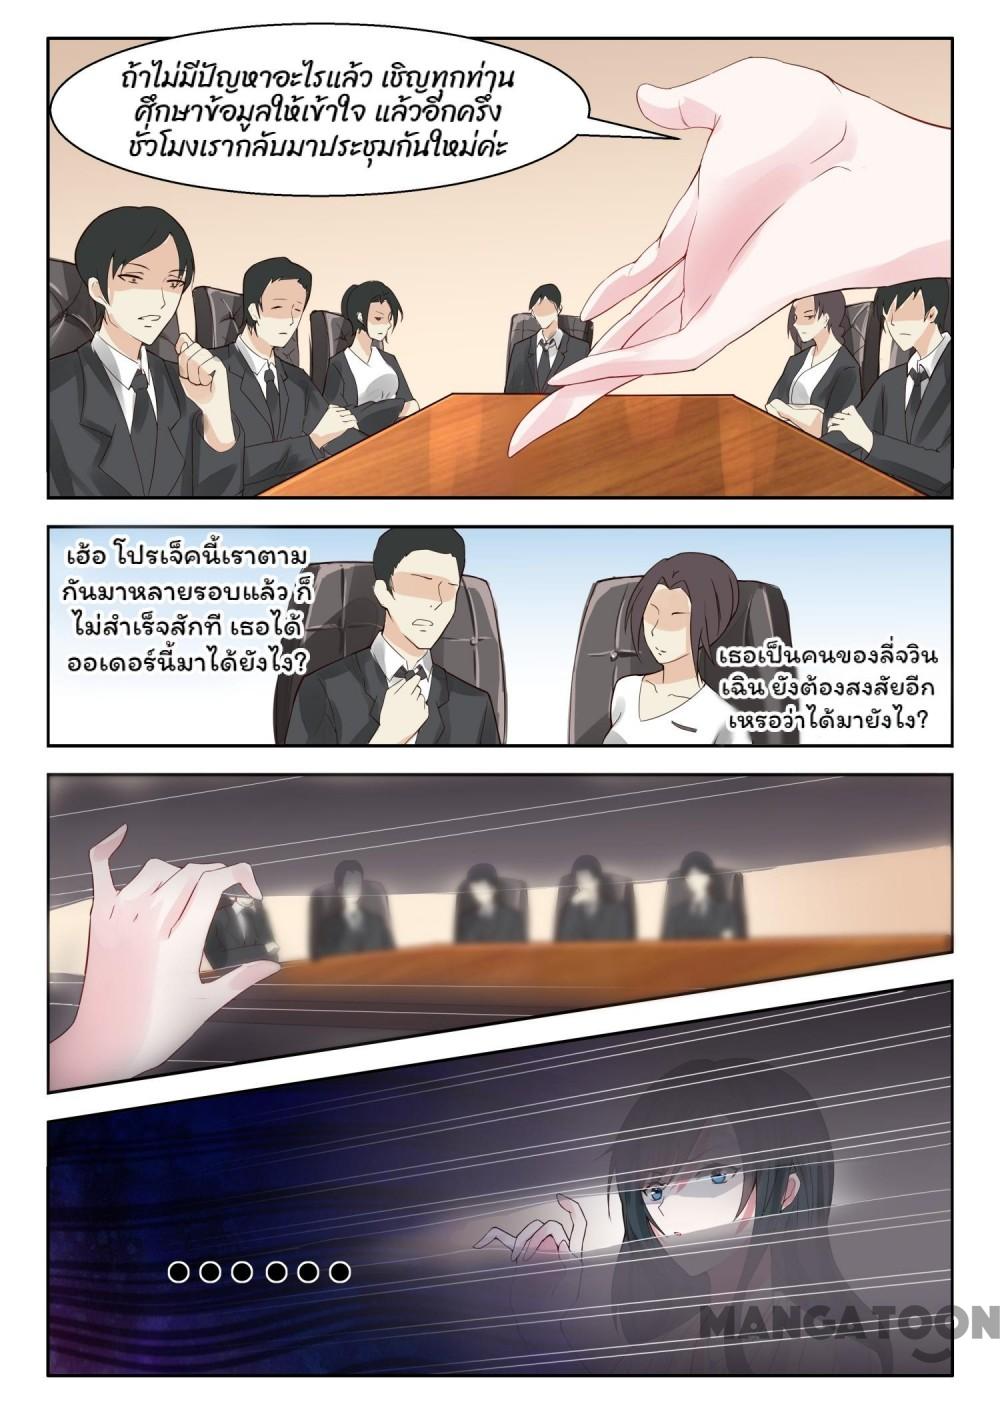 ถ้าไม่มีปัญหาอะไรแล้ว เชิญทุกท่าน
ศึกษาข้อมูลให้เข้าใจ แล้วอีกครึ่ง
ชั่วโมงเรากลับมาประชุมกันใหม่ค่ะ
เฮ้อ โปรเจ็คนี้เราตาม
กันมาหลายรอบแล้ว ก็
ไม่สำเร็จสักที เธอได้
ออเดอร์นี้มาได้ยังไง?
เธอเป็นคนของลี่จวิน
เฉิน ยังต้องสงสัยอีก
เหรอว่าได้มายังไง?
○○○ ○○○
MANGATOON